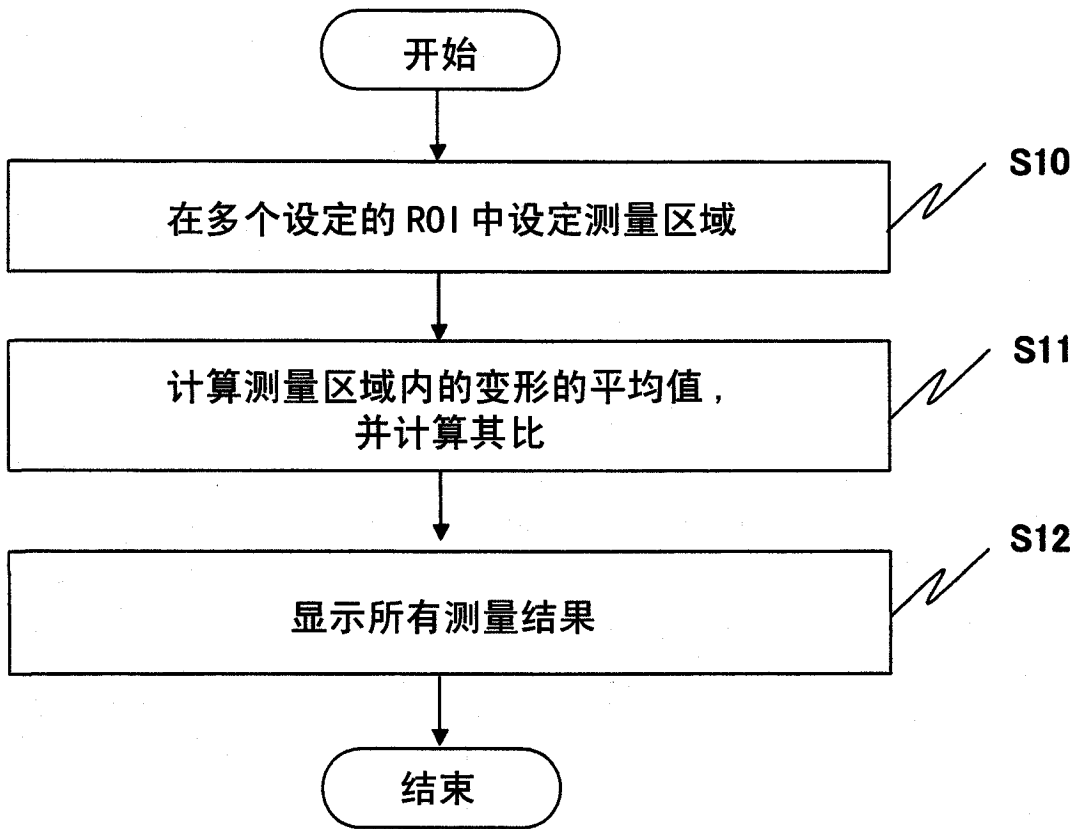 开始
S10
在多个设定的 ROI 中设定测量区域
S11
计算测量区域内的变形的平均值，
并计算其比
S12
显示所有测量结果
结束